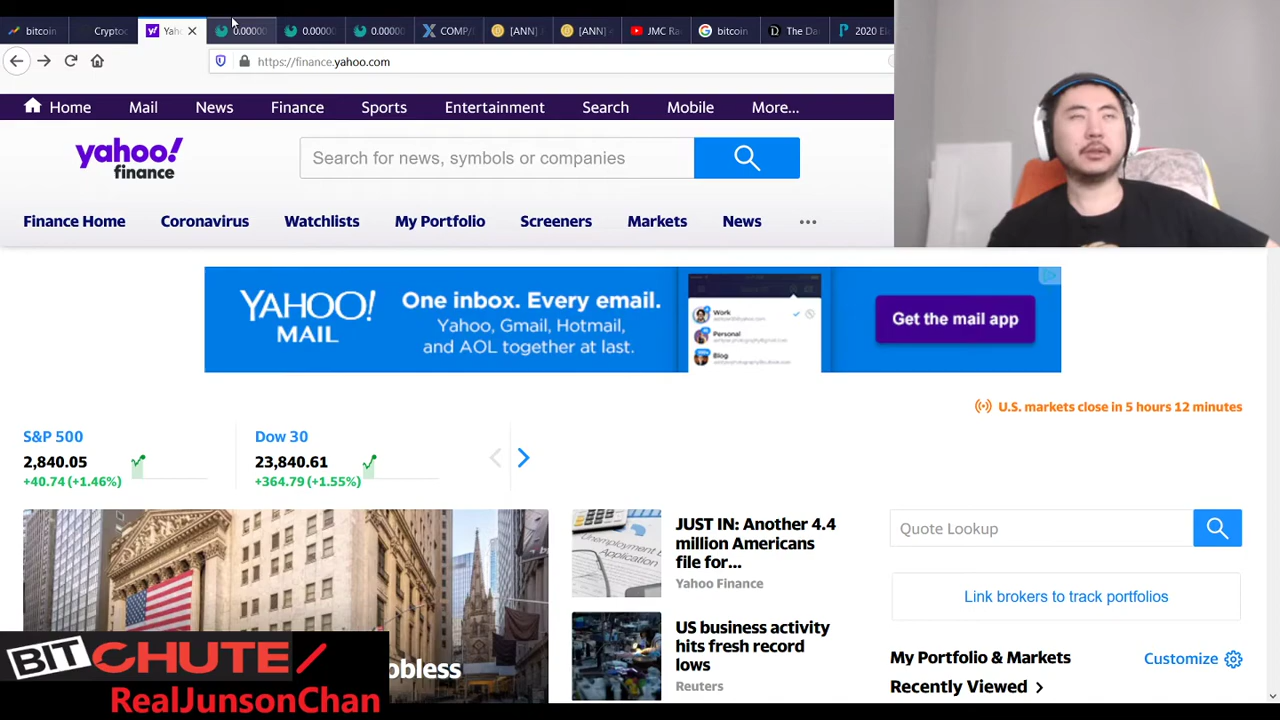 bitcoin
Cryptoc
Yaho
0.00000
0.00000
0.00000
COMP/
[ANN]
[ANN]
JMC Ra
bitcoin
The Da
2020 El
https://finance.yahoo.com
Home Mail News Finance Sports Entertainment Search Mobile More...
yahoo!
finance
Search for news, symbols or companies
Finance Home Coronavirus Watchlists My Portfolio Screeners Markets News
YAHOO!
MAIL
One inbox. Every email.
Yahoo, Gmail, Hotmail,
and AOL together at last.
Work
Personal
Blog
Get the mail app
U.S. markets close in 5 hours 12 minutes
S&P 500
2,840.05
+40.74 (+1.46%)
Dow 30
23,840.61
+364.79 (+1.55%)
JUST IN: Another 4.4
million Americans
file for...
Yahoo Finance
US business activity
hits fresh record
lows
Reuters
Quote Lookup
Link brokers to track portfolios
My Portfolio & Markets Customize
Recently Viewed
obless
BITCHUTE
RealJunsonChan